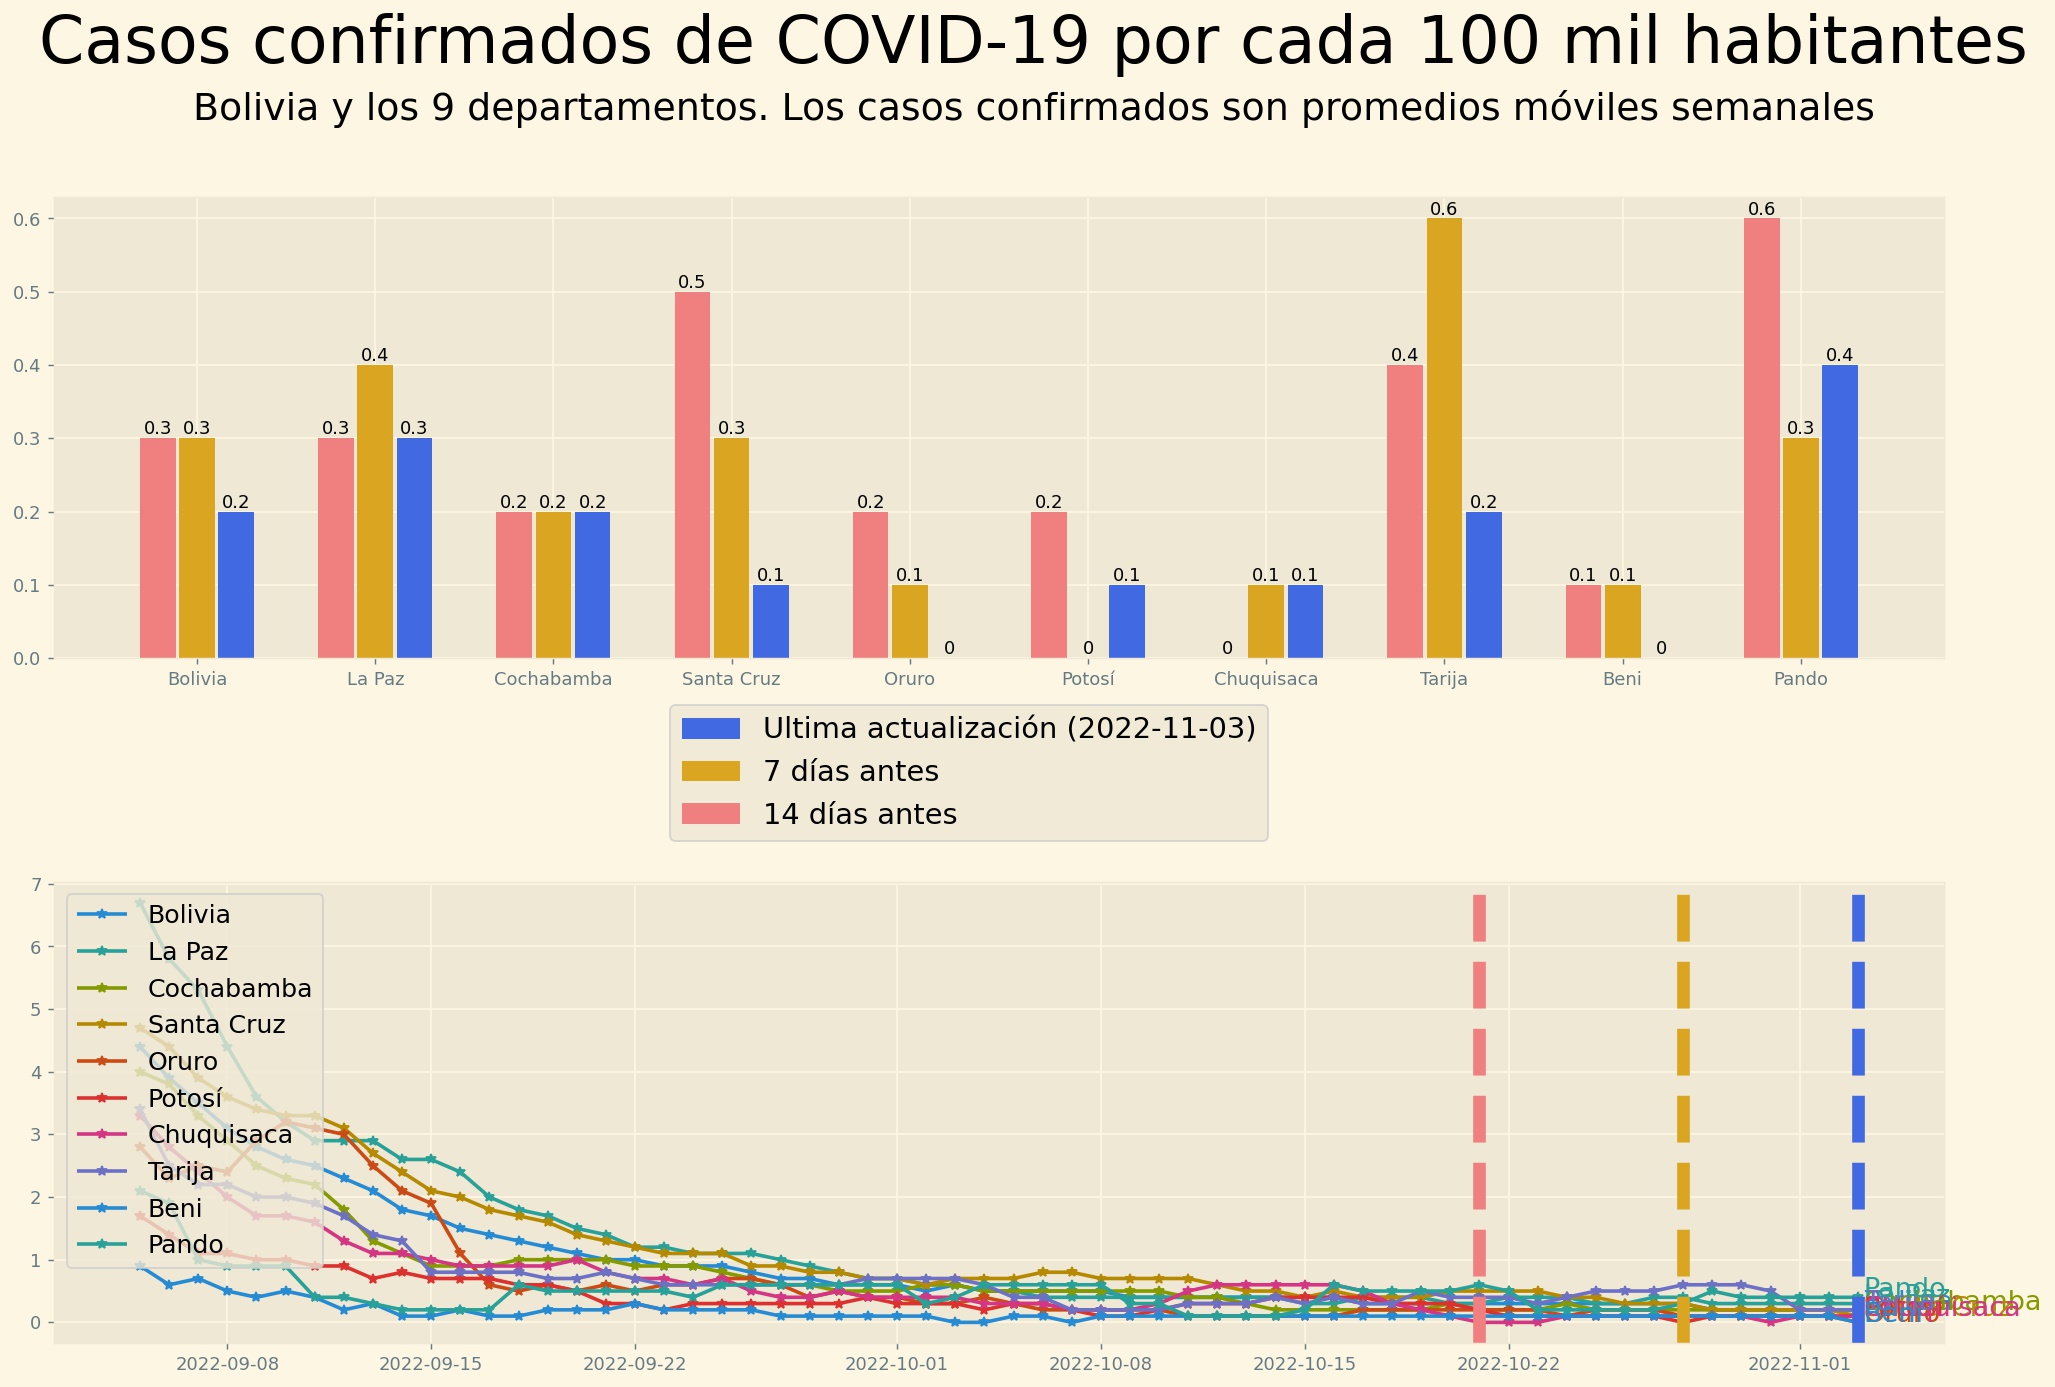 Casos confirmados de COVID-19 por cada 100 mil habitantes
Bolivia y los 9 departamentos. Los casos confirmados son promedios móviles semanales
0.6
0.5
0.4
0.3
0.2
0.1
0.0
0.3 0.3 0.2
0.3 0.4 0.3
0.2 0.2 0.2
0.5 0.3 0.1
0.2 0.1 0
0.2 0 0.1
0 0.1 0.1
0.4 0.6 0.2
0.1 0.1 0
0.6 0.3 0.4
Bolivia La Paz Cochabamba Santa Cruz Oruro Potosí Chuquisaca Tarija Beni Pando
Ultima actualización (2022-11-03)
7 días antes
14 días antes
7
6
5
4
3
2
1
0
Bolivia
La Paz
Cochabamba
Santa Cruz
Oruro
Potosí
Chuquisaca
Tarija
Beni
Pando
Pando
2022-09-08 2022-09-15 2022-09-22 2022-10-01 2022-10-08 2022-10-15 2022-10-22 2022-11-01